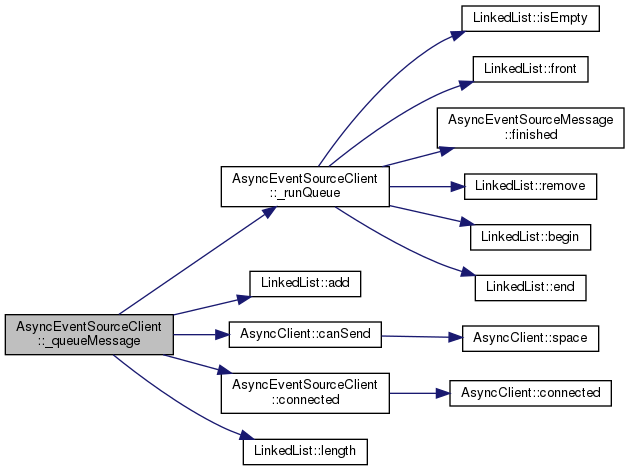 LinkedList::isEmpty
LinkedList::front
AsyncEventSourceMessage
::finished
AsyncEventSourceClient
::_runQueue
LinkedList::remove
LinkedList::begin
LinkedList::end
LinkedList::add
AsyncEventSourceClient
::_queueMessage
AsyncClient::canSend
AsyncClient::space
AsyncEventSourceClient
::connected
AsyncClient::connected
LinkedList::length